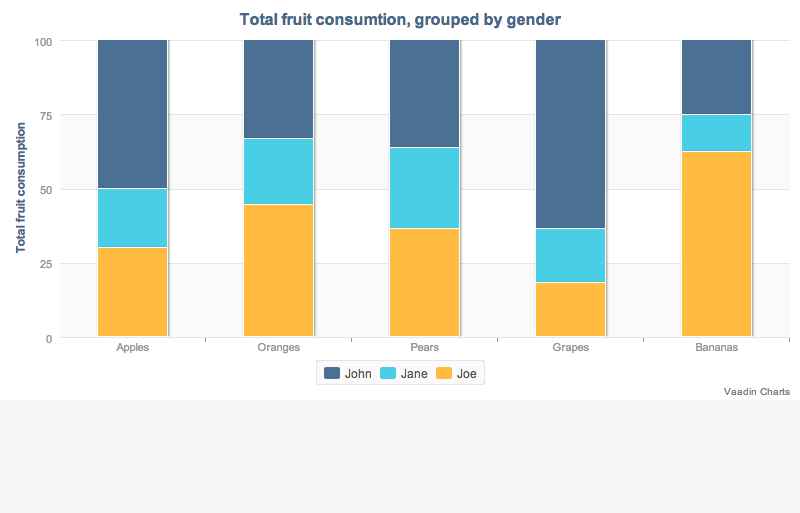 Total fruit consumtion, grouped by gender
Total fruit consumption
100
75
50
25
0
Apples Oranges Pears Grapes Bananas
John Jane Joe
Vaadin Charts